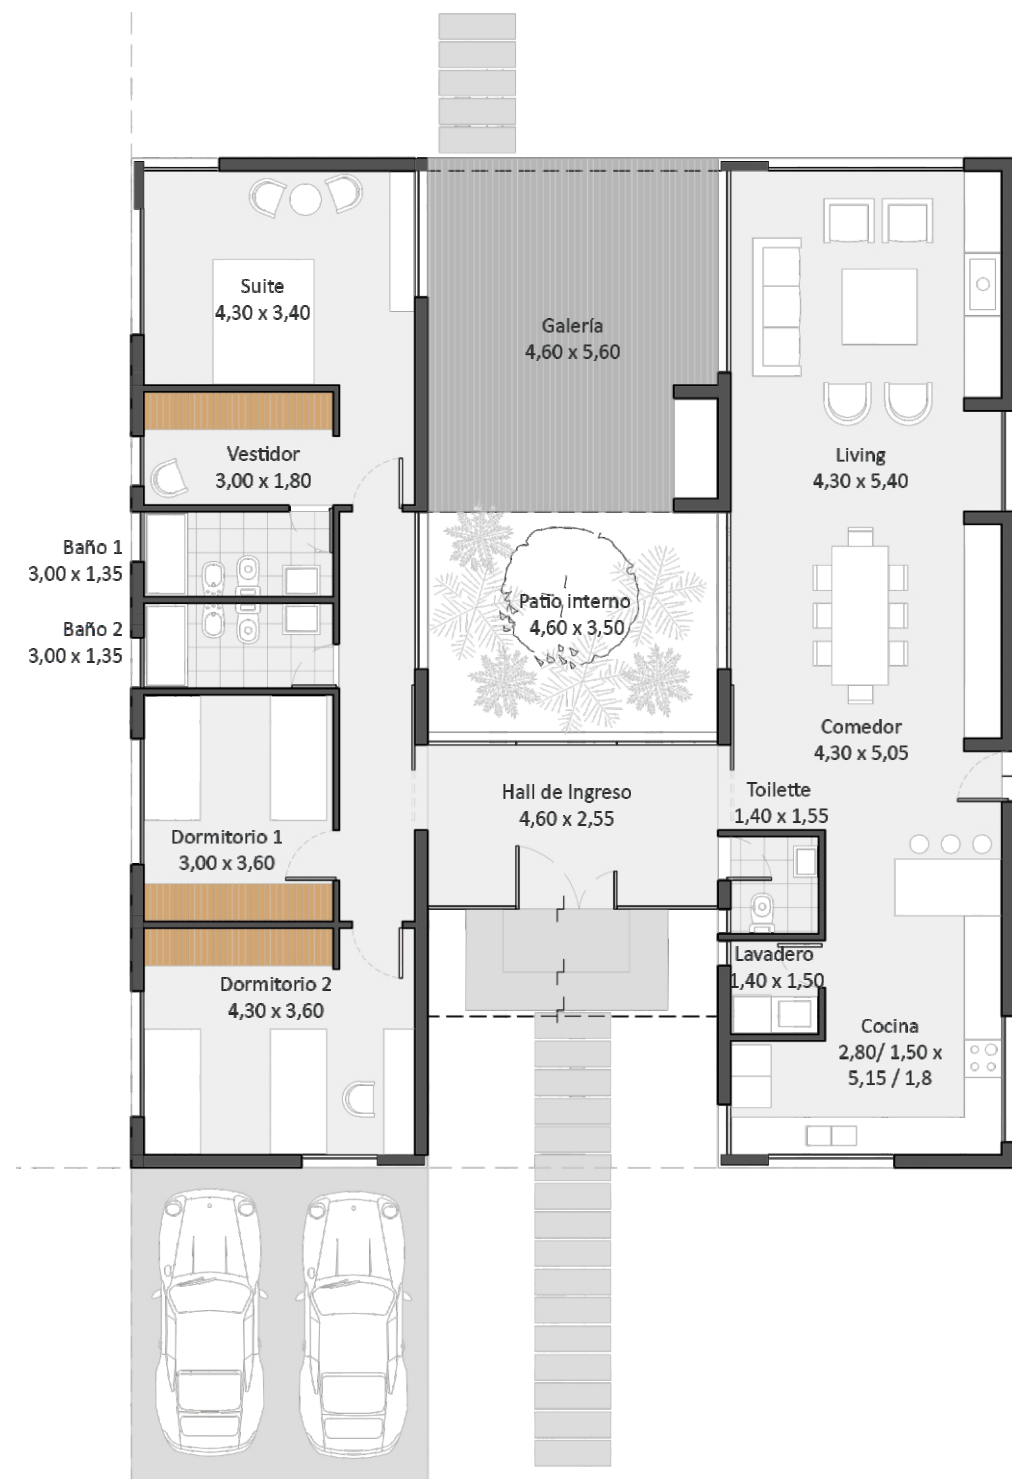 Suite
4,30 x 3,40
Galería
4,60 x 5,60
Vestidor
3,00 x 1,80
Living
4,30 x 5,40
Baño 1
3,00 x 1,35
Baño 2
3,00 x 1,35
Patio interno
4,60 x 3,50
Comedor
4,30 x 5,05
Hall de Ingreso
4,60 x 2,55
Toilette
1,40 x 1,55
Dormitorio 1
3,00 x 3,60
Lavadero
1,40 x 1,50
Dormitorio 2
4,30 x 3,60
Cocina
2,80/ 1,50 x
5,15 / 1,8